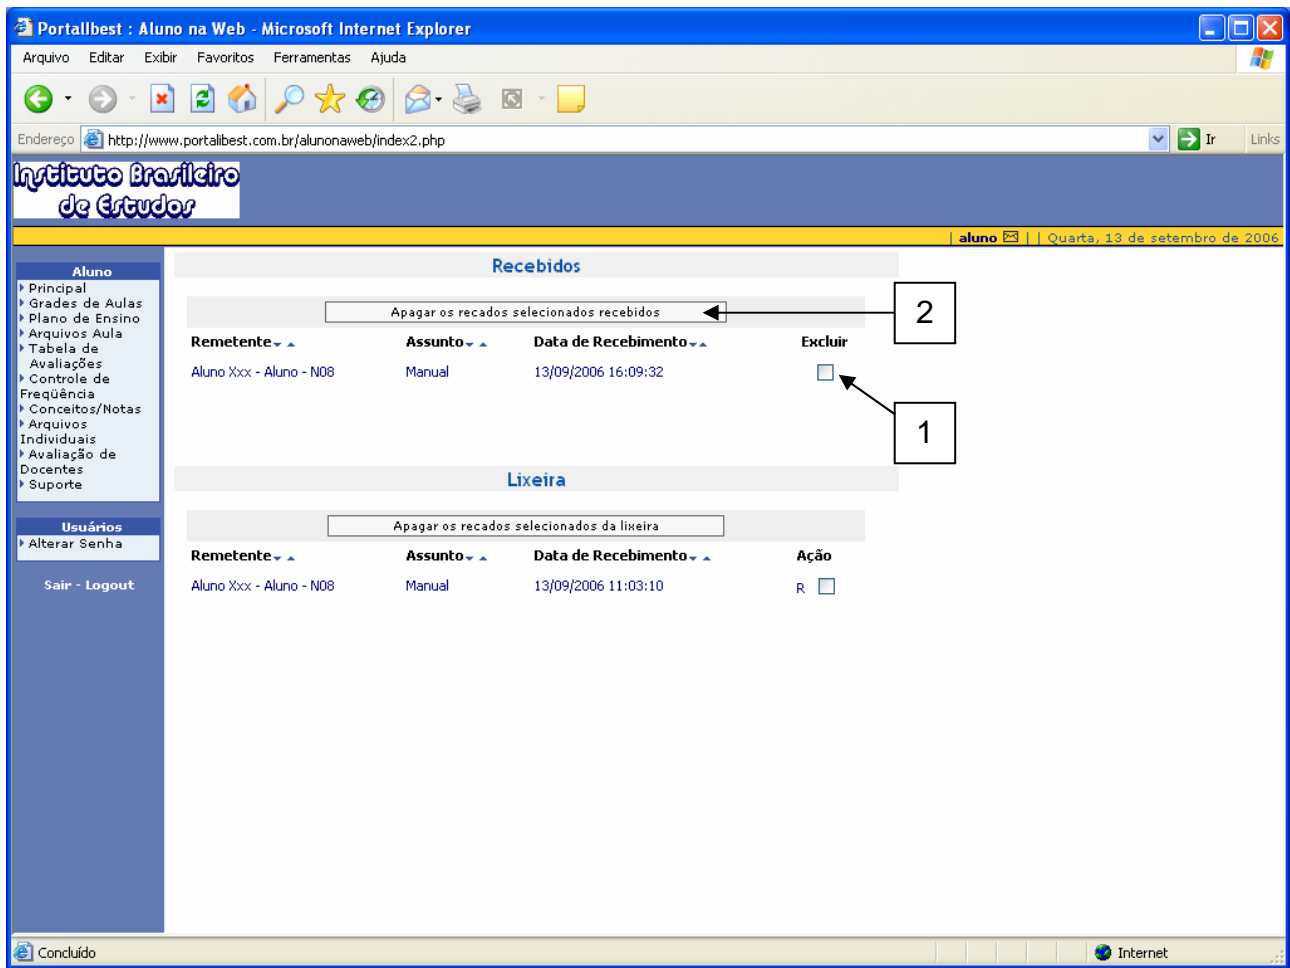 Portallbest : Aluno na Web - Microsoft Internet Explorer
Arquivo Editar Exibir Favoritos Ferramentas Ajuda
Endereço http://www.portalibest.com.br/alunonaweb/index2.php Ir Links
Instituto Brasileiro
de Estudos
| aluno | | Quarta, 13 de setembro de 2006
Aluno
Principal
Grades de Aulas
Plano de Ensino
Arquivos Aula
Tabela de
Avaliações
Controle de
Freqüência
Conceitos/Notas
Arquivos
Individuais
Avaliação de
Docentes
Suporte
Usuários
Alterar Senha
Sair - Logout
Recebidos
Apagar os recados selecionados recebidos
2
Remetente Assunto Data de Recebimento Excluir
Aluno Xxx - Aluno - N08 Manual 13/09/2006 16:09:32
1
Lixeira
Apagar os recados selecionados da lixeira
Remetente Assunto Data de Recebimento Ação
Aluno Xxx - Aluno - N08 Manual 13/09/2006 11:03:10 R
Concluído Internet